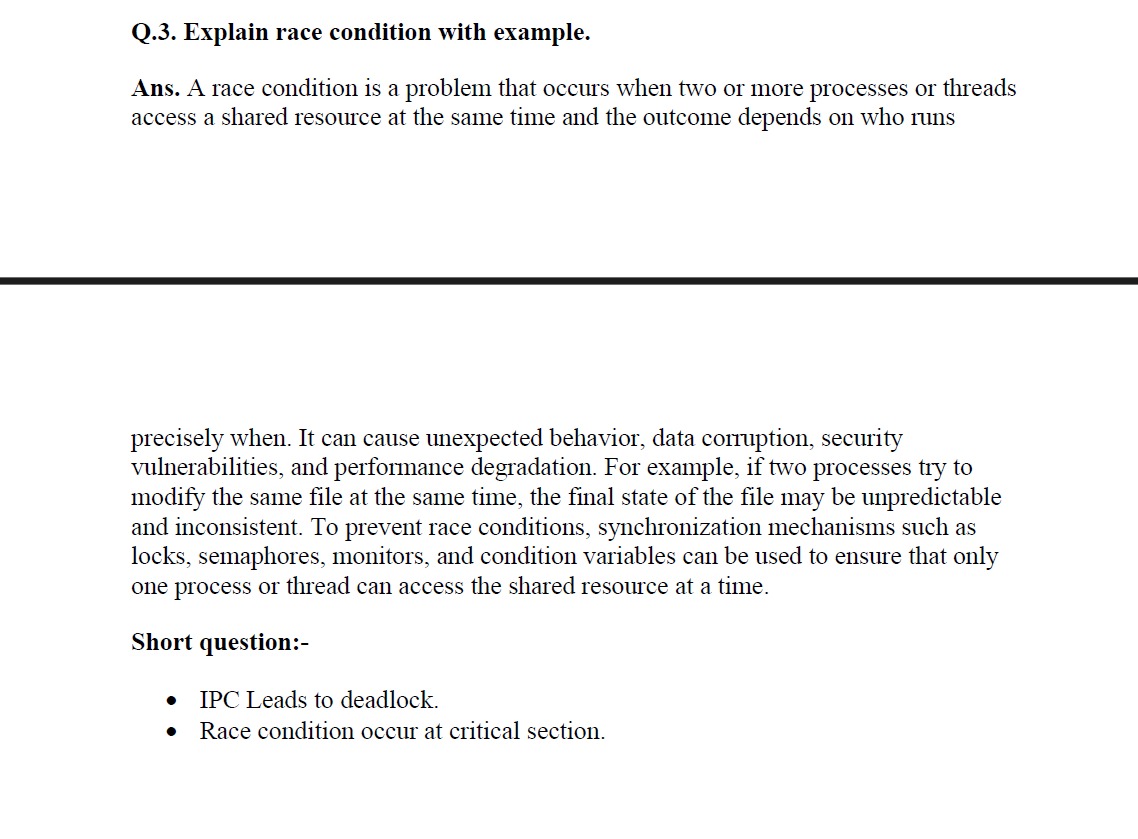 Q.3. Explain race condition with example.
Ans. A race condition is a problem that occurs when two or more processes or threads
access a shared resource at the same time and the outcome depends on who runs
precisely when. It can cause unexpected behavior, data corruption, security
vulnerabilities, and performance degradation. For example, if two processes try to
modify the same file at the same time, the final state of the file may be unpredictable
and inconsistent. To prevent race conditions, synchronization mechanisms such as
locks, semaphores, monitors, and condition variables can be used to ensure that only
one process or thread can access the shared resource at a time.
Short question:-
• IPC Leads to deadlock.
• Race condition occur at critical section.